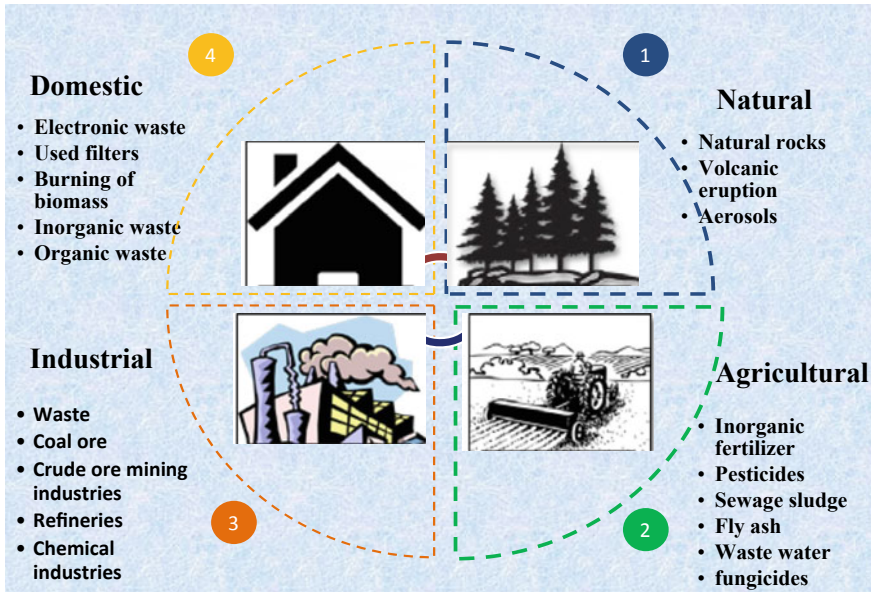 4
Domestic
• Electronic waste
• Used filters
• Burning of
biomass
• Inorganic waste
• Organic waste
1
Natural
• Natural rocks
• Volcanic
eruption
• Aerosols
Industrial
• Waste
• Coal ore
• Crude ore mining
industries
• Refineries
• Chemical
industries
3
Agricultural
• Inorganic
fertilizer
• Pesticides
• Sewage sludge
• Fly ash
• Waste water
• fungicides
2